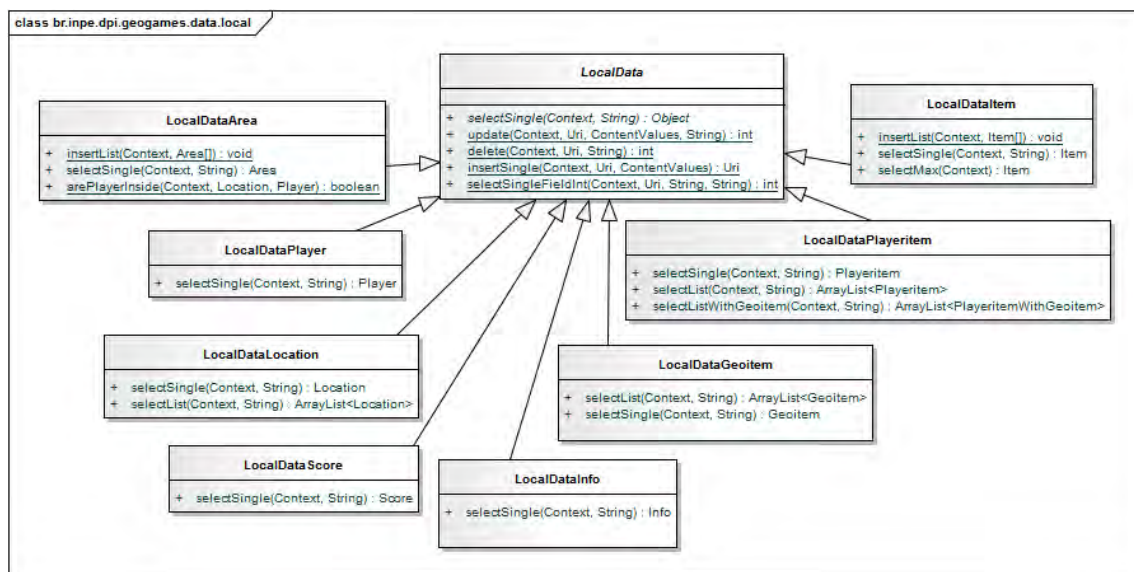 class br.inpe.dpi.geogames.data.local
LocalData
+ selectSingle(Context, String) : Object
+ update(Context, Uri, ContentValues, String) : int
+ delete(Context, Uri, String) : int
+ insertSingle(Context, Uri, ContentValues) : Uri
+ selectSingleFieldInt(Context, Uri, String, String) : int
LocalDataArea
+ insertList(Context, Area[]) : void
+ selectSingle(Context, String) : Area
+ arePlayerInside(Context, Location, Player) : boolean
LocalDataItem
+ insertList(Context, Item[]) : void
+ selectSingle(Context, String) : Item
+ selectMax(Context) : Item
LocalDataPlayer
+ selectSingle(Context, String) : Player
LocalDataPlayeritem
+ selectSingle(Context, String) : Playeritem
+ selectList(Context, String) : ArrayList<Playeritem>
+ selectListWithGeoitem(Context, String) : ArrayList<PlayeritemWithGeoitem>
LocalDataLocation
+ selectSingle(Context, String) : Location
+ selectList(Context, String) : ArrayList<Location>
LocalDataGeoitem
+ selectList(Context, String) : ArrayList<Geoitem>
+ selectSingle(Context, String) : Geoitem
LocalDataScore
+ selectSingle(Context, String) : Score
LocalDataInfo
+ selectSingle(Context, String) : Info